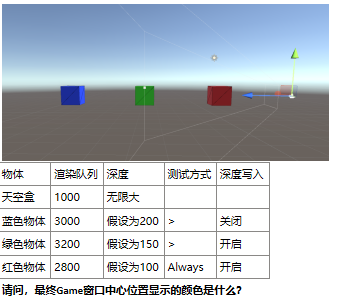 物体 渲染队列 深度 测试方式 深度写入
天空盒 1000 无限大
蓝色物体 3000 假设为200 > 关闭
绿色物体 3200 假设为150 > 开启
红色物体 2800 假设为100 Always 开启
请问，最终Game窗口中心位置显示的颜色是什么？